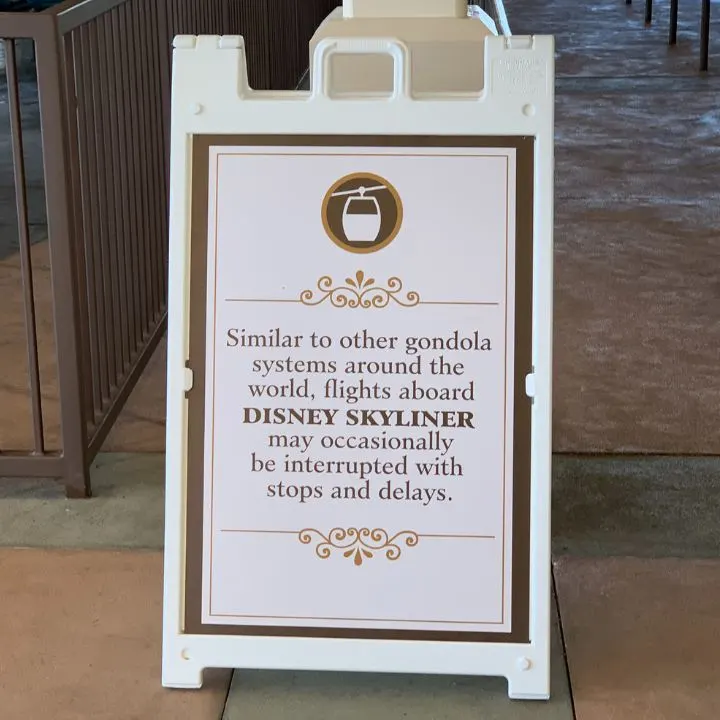 Similar to other gondola
systems around the
world, flights aboard
DISNEY SKYLINER
may occasionally
be interrupted with
stops and delays.